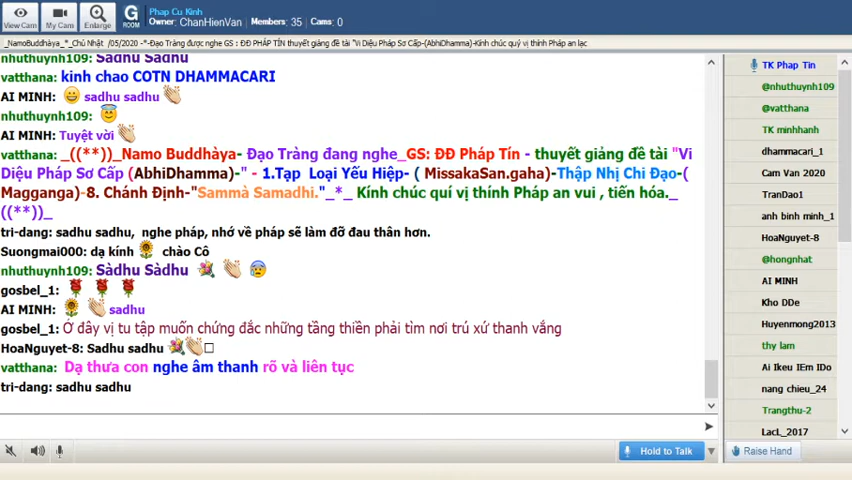 View Cam
My Cam
Enlarge
G ROOM
Phap Cu Kinh
Owner: ChanHienVan Members: 35 Cams: 0
_NamoBuddhàya_*_Chủ Nhật /05/2020 -*-Đạo Tràng được nghe GS : ĐĐ PHÁP TÍN thuyết giảng đề tài "Vi Diệu Pháp Sơ Cấp-(AbhiDhamma)-Kính chúc quý vị thính Pháp an lạc
nhuthuynh109: Sadhu Sadhu
vatthana: kinh chao COTN DHAMMACARI
AI MINH: sadhu sadhu
nhuthuynh109:
AI MINH: Tuyệt vời
vatthana: _((**))_Namo Buddhàya- Đạo Tràng đang nghe_GS: ĐĐ Pháp Tín - thuyết giảng đề tài "Vi
Diệu Pháp Sơ Cấp (AbhiDhamma)-" - 1.Tạp Loại Yếu Hiệp- ( MissakaSan.gaha)-Thập Nhị Chi Đạo-(
Magganga)-8. Chánh Định-"Sammà Samadhi."_*_ Kính chúc quí vị thính Pháp an vui , tiến hóa._
((**))_
tri-dang: sadhu sadhu, nghe pháp, nhớ về pháp sẽ làm đỡ đau thân hơn.
Suongmai000: dạ kính chào Cô
nhuthuynh109: Sàdhu Sàdhu
gosbel_1:
AI MINH: sadhu
gosbel_1: Ở đây vị tu tập muốn chứng đắc những tầng thiền phải tìm nơi trú xứ thanh vắng
HoaNguyet-8: Sadhu sadhu
vatthana: Dạ thưa con nghe âm thanh rõ và liên tục
tri-dang: sadhu sadhu
TK Phap Tin
@nhuthuynh109
@vatthana
TK minhhanh
dhammacari_1
Cam Van 2020
TranDao1
anh binh minh_1
HoaNguyet-8
@hongnhat
AI MINH
Kho DDe
Huyenmong2013
thy lam
Ai Ikeu IEm IDo
nang chieu_24
Trangthu-2
LacL_2017
Hold to Talk
Raise Hand